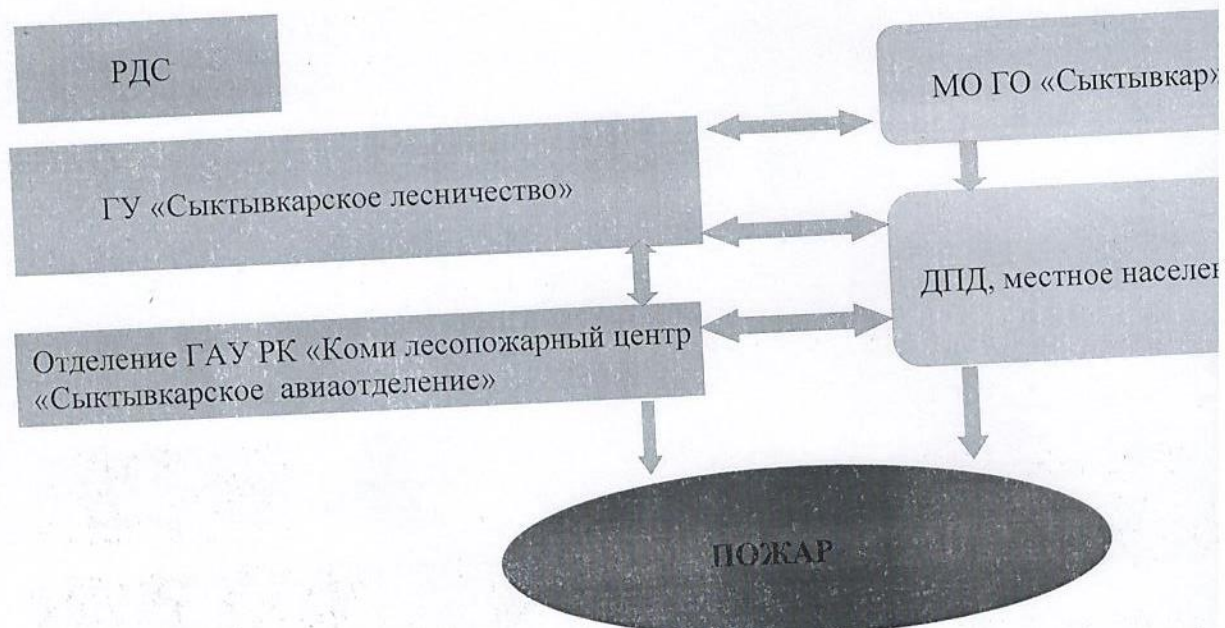 РДС
МО ГО «Сыктывкар»
ГУ «Сыктывкарское лесничество»
ДПД, местное
Отделение ГАУ РК «Коми лесопожарный центр
«Сыктывкарское авиаотделение»
ПОЖАР